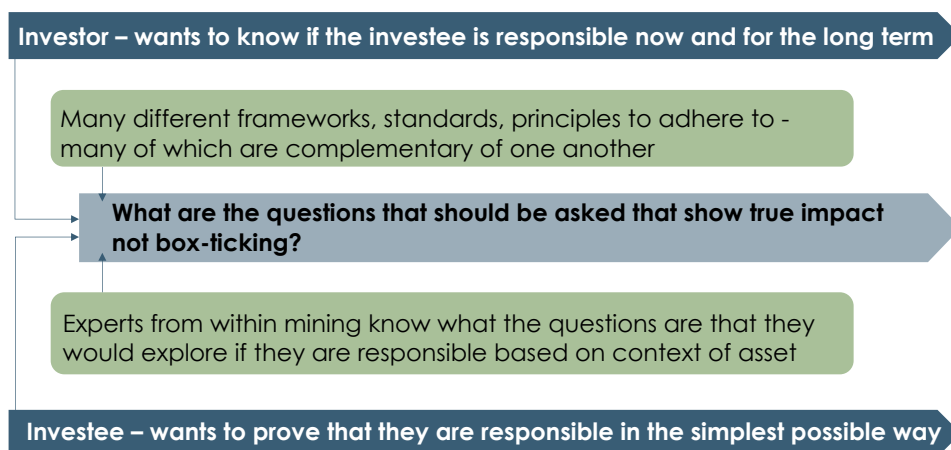 Investor – wants to know if the investee is responsible now and for the long term
Many different frameworks, standards, principles to adhere to -
many of which are complementary of one another
What are the questions that should be asked that show true impact
not box-ticking?
Experts from within mining know what the questions are that they
would explore if they are responsible based on context of asset
Investee – wants to prove that they are responsible in the simplest possible way